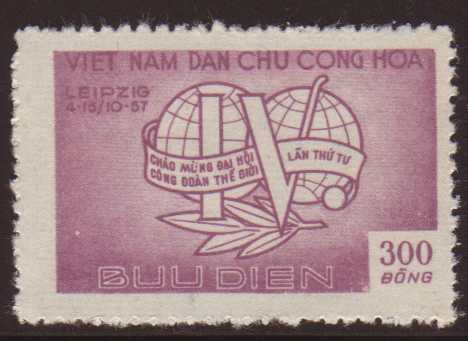 VIET NAM DAN CHU CONG HOA
LEIPZIG
4-15/10-57
IV
CHÀO MỪNG ĐẠI HỘI
CÔNG ĐOÀN THẾ GIỚI
LẦN THỨ TƯ
300
ĐỒNG
BUU DIEN